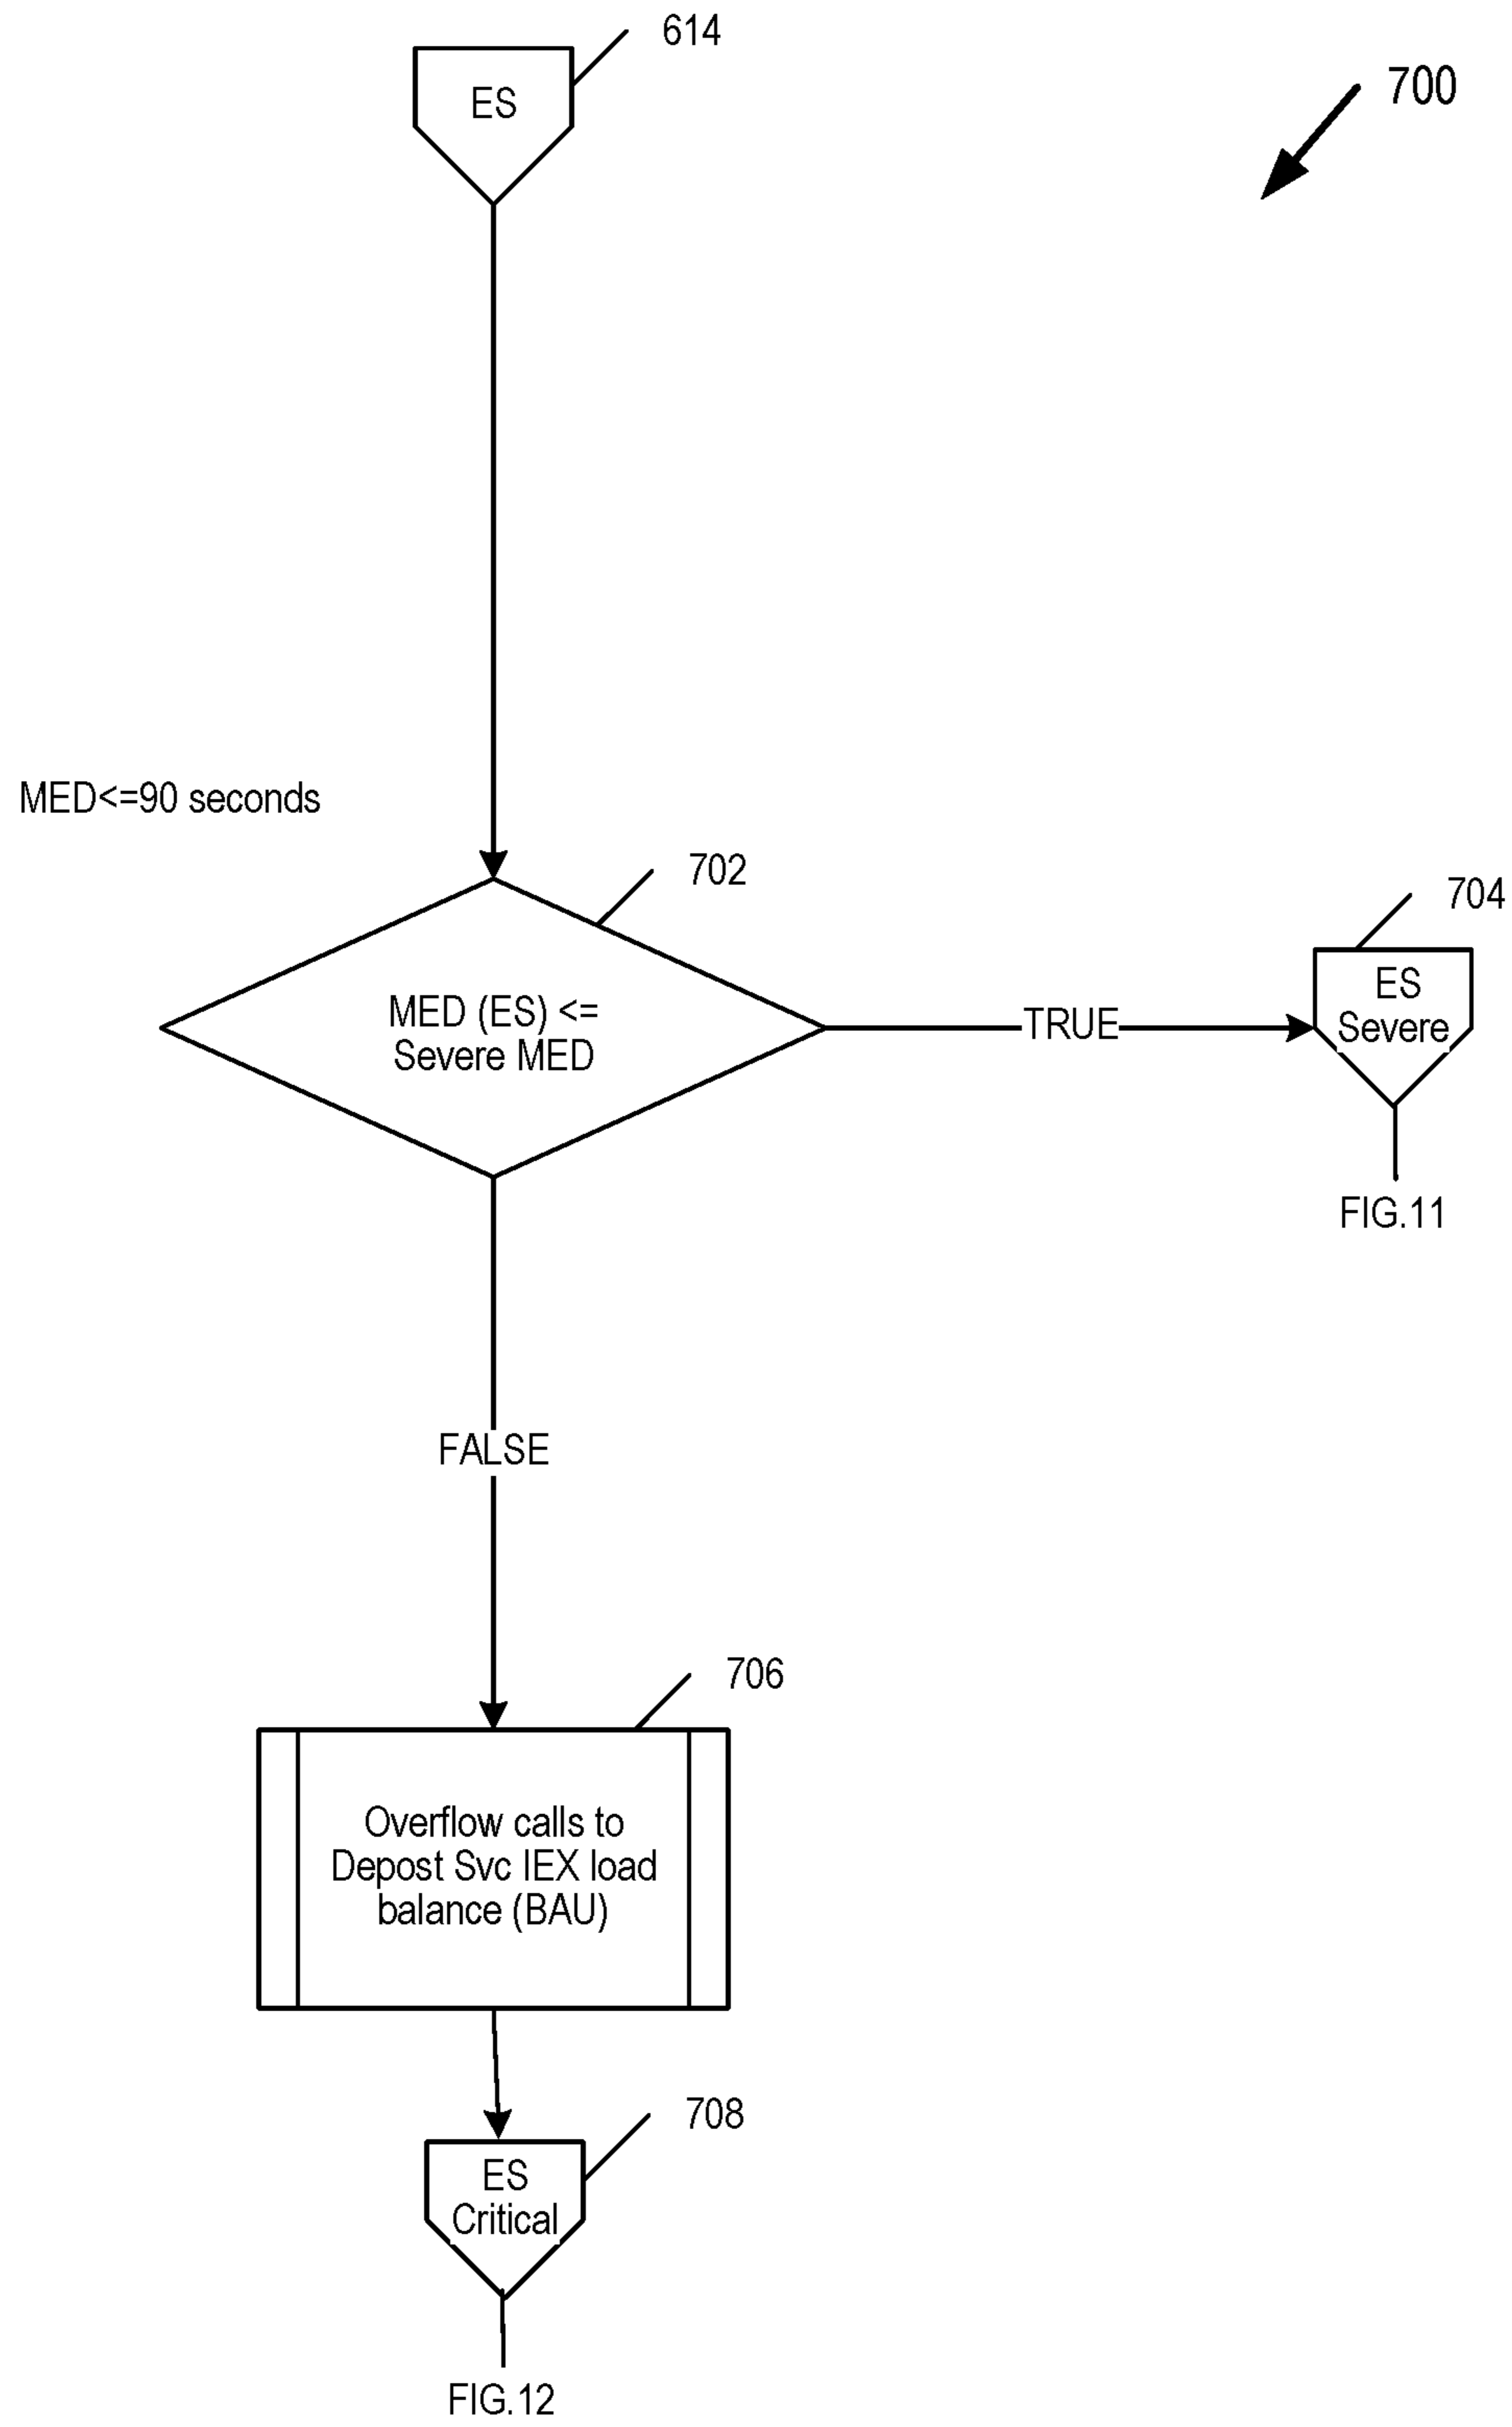 614
ES
700
MED<=90 seconds
702
MED (ES) <=
Severe MED
TRUE
704
ES
Severe
FIG.11
FALSE
706
Overflow calls to
Depost Svc IEX load
balance (BAU)
708
ES
Critical
FIG.12